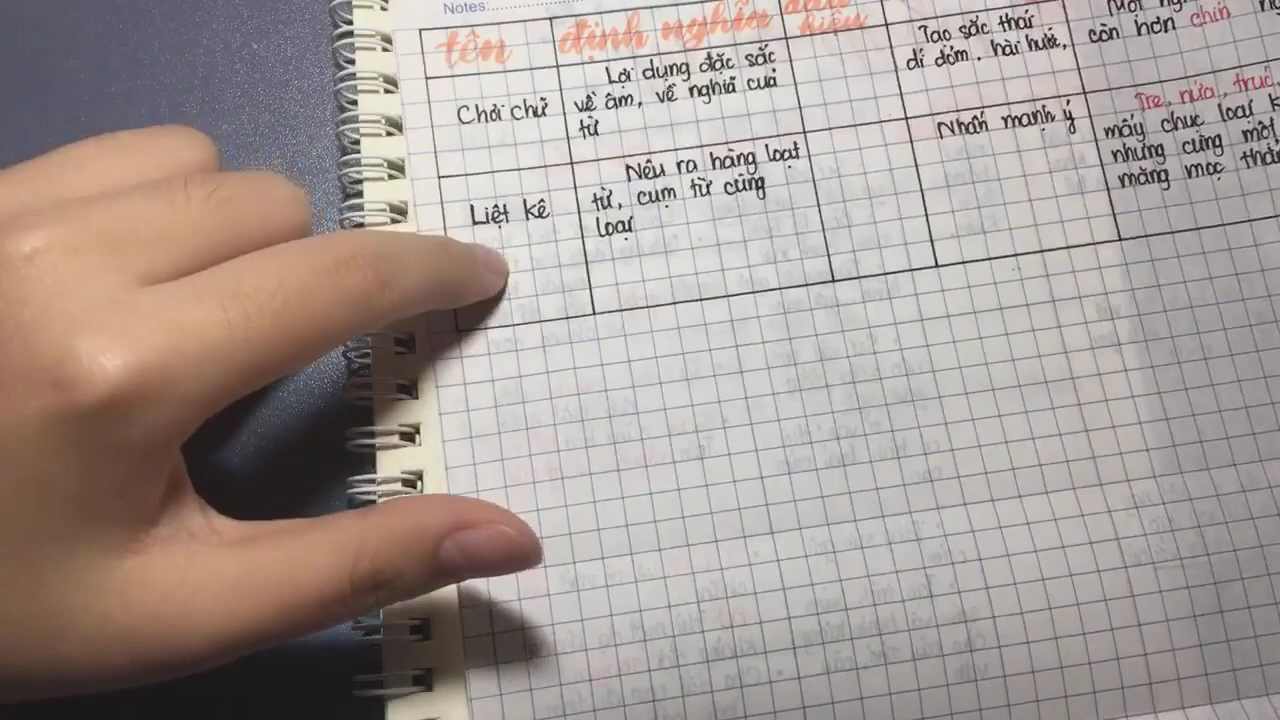 Notes:
tên định nghĩa dấu hiệu
Chơi chữ
Lợi dụng đặc sắc
về âm, về nghĩa của
từ
Tạo sắc thái
dí dỏm, hài hước,
còn hơn chín
Liệt kê
Nêu ra hàng loạt
từ, cụm từ cùng
loại
Nhấn mạnh ý
Tre, nứa, trúc
mấy chục loại
nhưng cùng một
măng mọc